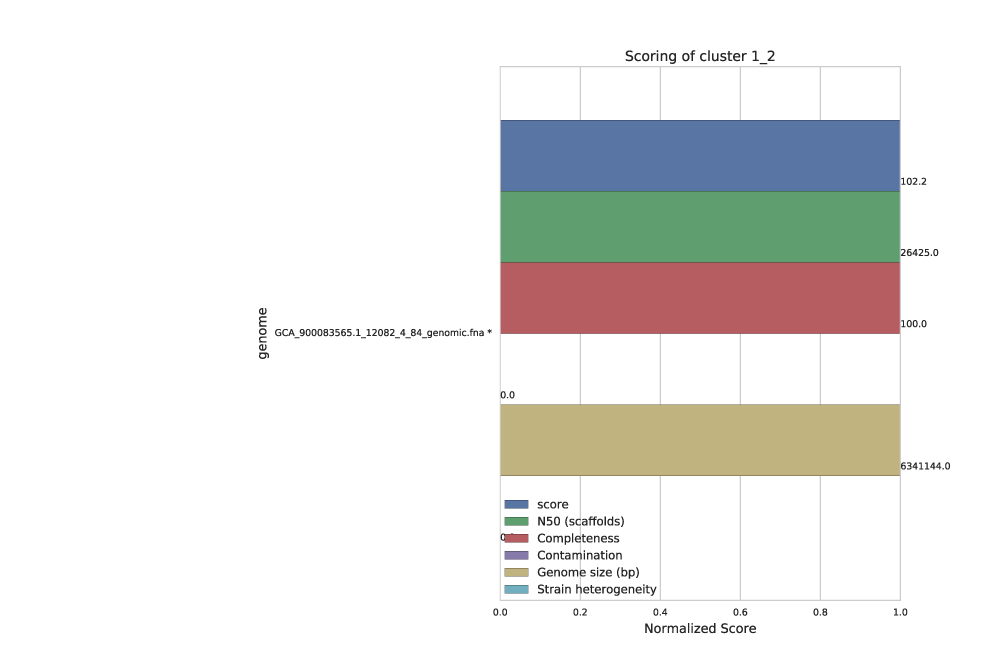 Scoring of cluster 1_2
102.2
26425.0
100.0
genome
GCA_900083565.1_12082_4_84_genomic.fna *
0.0
6341144.0
score
N50 (scaffolds)
Completeness
Contamination
Genome size (bp)
Strain heterogeneity
0.0 0.2 0.4 0.6 0.8 1.0
Normalized Score